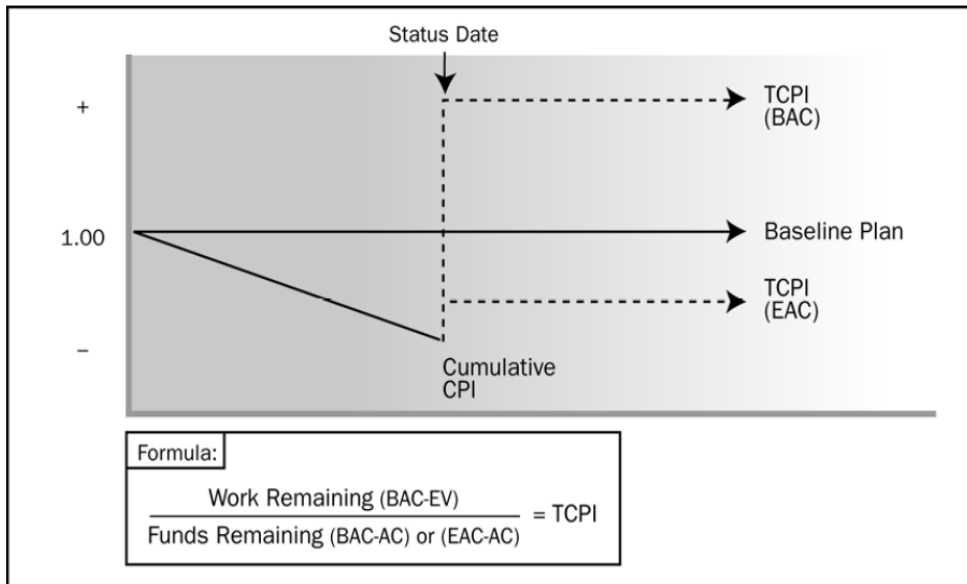 Status Date
+
TCPI
(BAC)
1.00
Baseline Plan
TCPI
(EAC)
−
Cumulative
CPI
Formula:
Work Remaining (BAC-EV)
Funds Remaining (BAC-AC) or (EAC-AC)
= TCPI